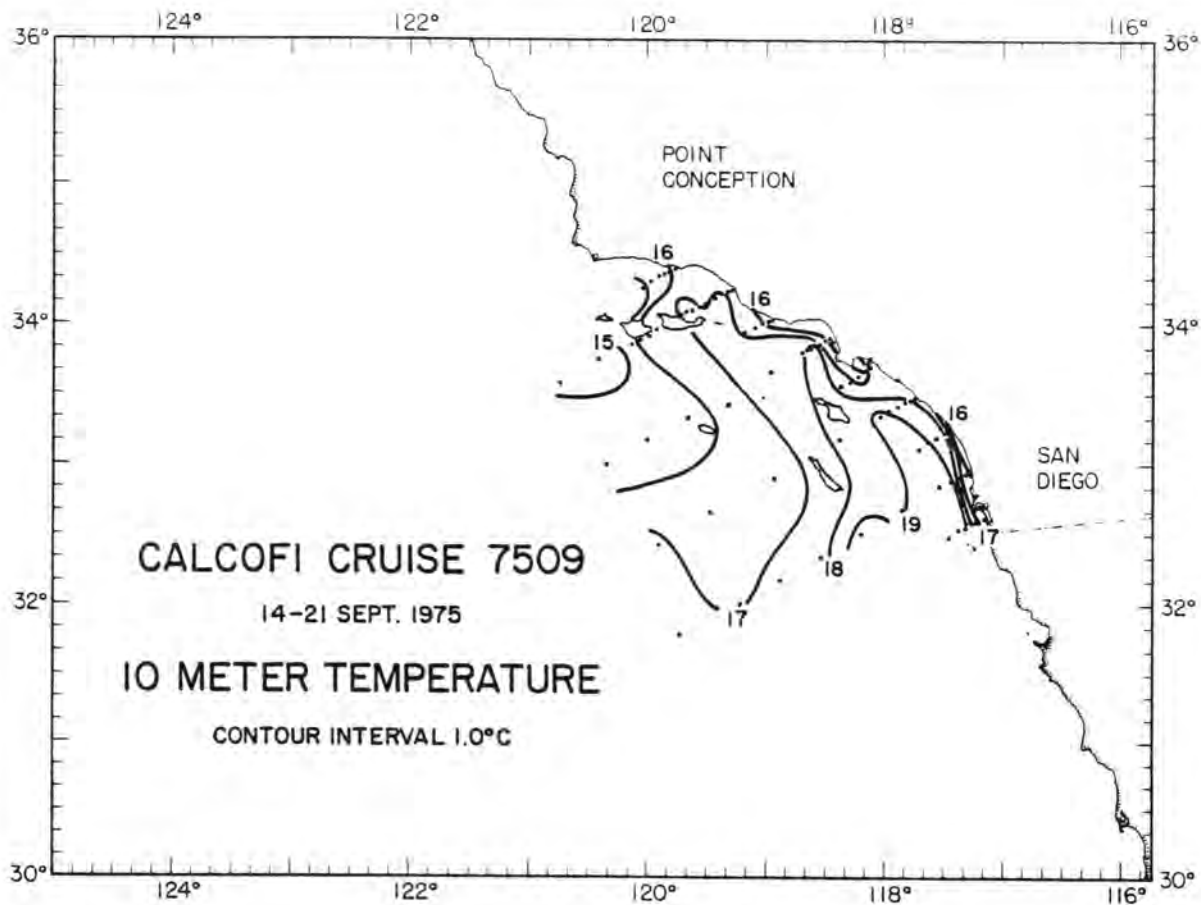 124° 122° 120° 118° 116°
36° 36°
POINT
CONCEPTION
16
16
34° 34°
15
16
SAN
DIEGO
19
17
CALCOFI CRUISE 7509
18
32° 32°
14-21 SEPT. 1975
17
10 METER TEMPERATURE
CONTOUR INTERVAL 1.0°C
30° 30°
124° 122° 120° 118° 116°